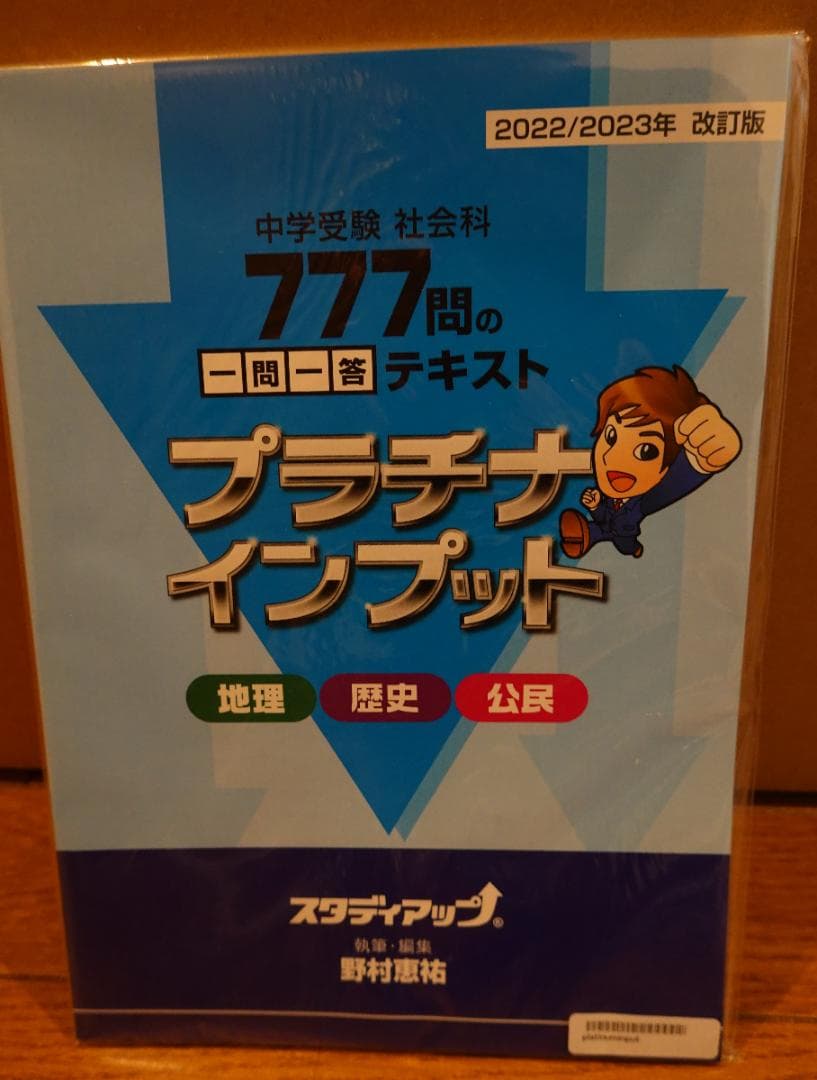 2022/2023年 改訂版
中学受験 社会科
777問の
一問一答テキスト
プラチナ
インプット
地理 歴史 公民
スタディアップ®
執筆・編集
野村恵祐
platinuminput